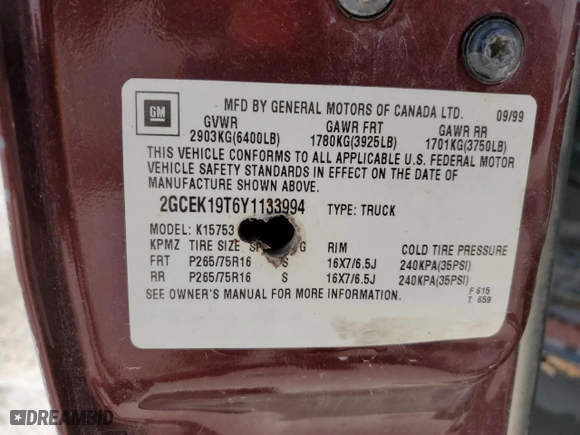 GM
MFD BY GENERAL MOTORS OF CANADA LTD. 09/99
GVWR GAWR FRT GAWR RR
2903KG(6400LB) 1780KG(3925LB) 1701KG(3750LB)
THIS VEHICLE CONFORMS TO ALL APPLICABLE U.S. FEDERAL MOTOR
VEHICLE SAFETY STANDARDS IN EFFECT ON THE DATE OF
MANUFACTURE SHOWN ABOVE.
2GCEK19T6Y1133994 TYPE: TRUCK
MODEL: K15753
KPMZ TIRE SIZE RIM COLD TIRE PRESSURE
FRT P265/75R16 S 16X7/6.5J 240KPA(35PSI)
RR P265/75R16 S 16X7/6.5J 240KPA(35PSI)
SEE OWNER'S MANUAL FOR MORE INFORMATION.
F 615
T 659
DREAMBID